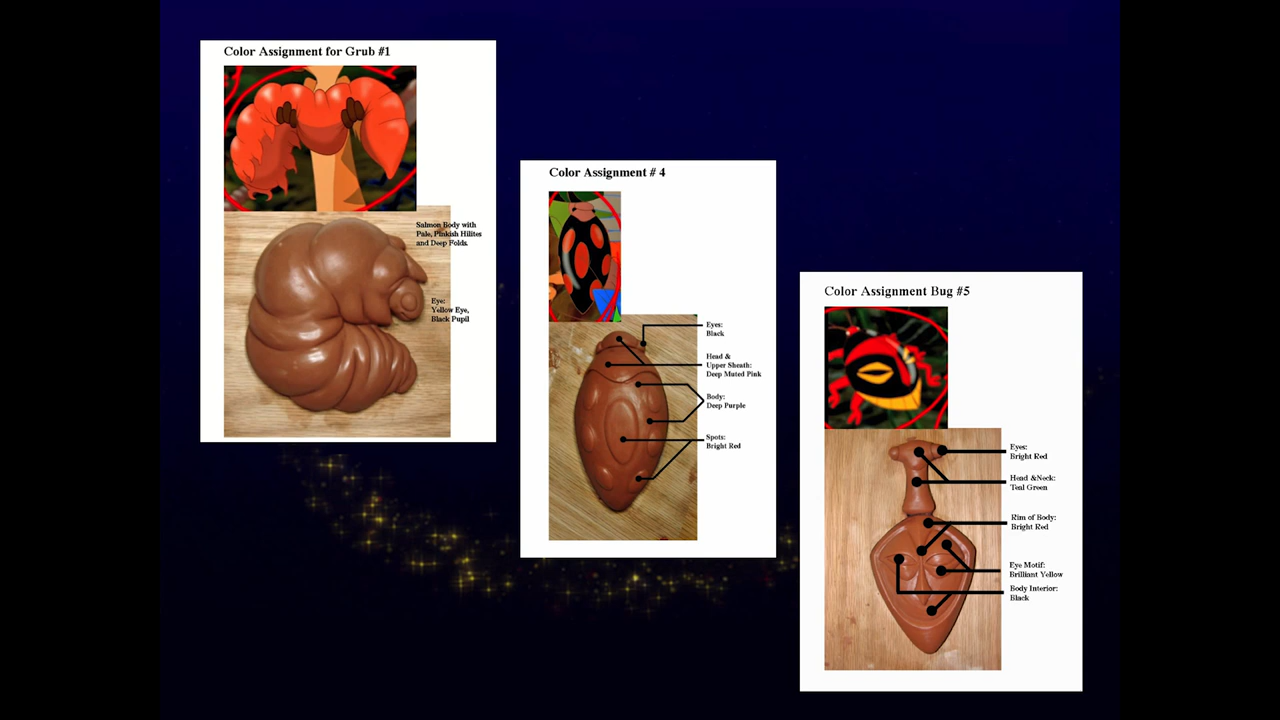 Color Assignment for Grub #1
Salmon Body with
Pale, Pinkish Hilites
and Deep Folds.
Eye:
Yellow Eye,
Black Pupil
Color Assignment # 4
Eyes:
Black
Head &
Upper Sheath:
Deep Muted Pink
Body:
Deep Purple
Spots:
Bright Red
Color Assignment Bug #5
Eyes:
Bright Red
Head &Neck:
Teal Green
Rim of Body:
Bright Red
Eye Motif:
Brilliant Yellow
Body Interior:
Black